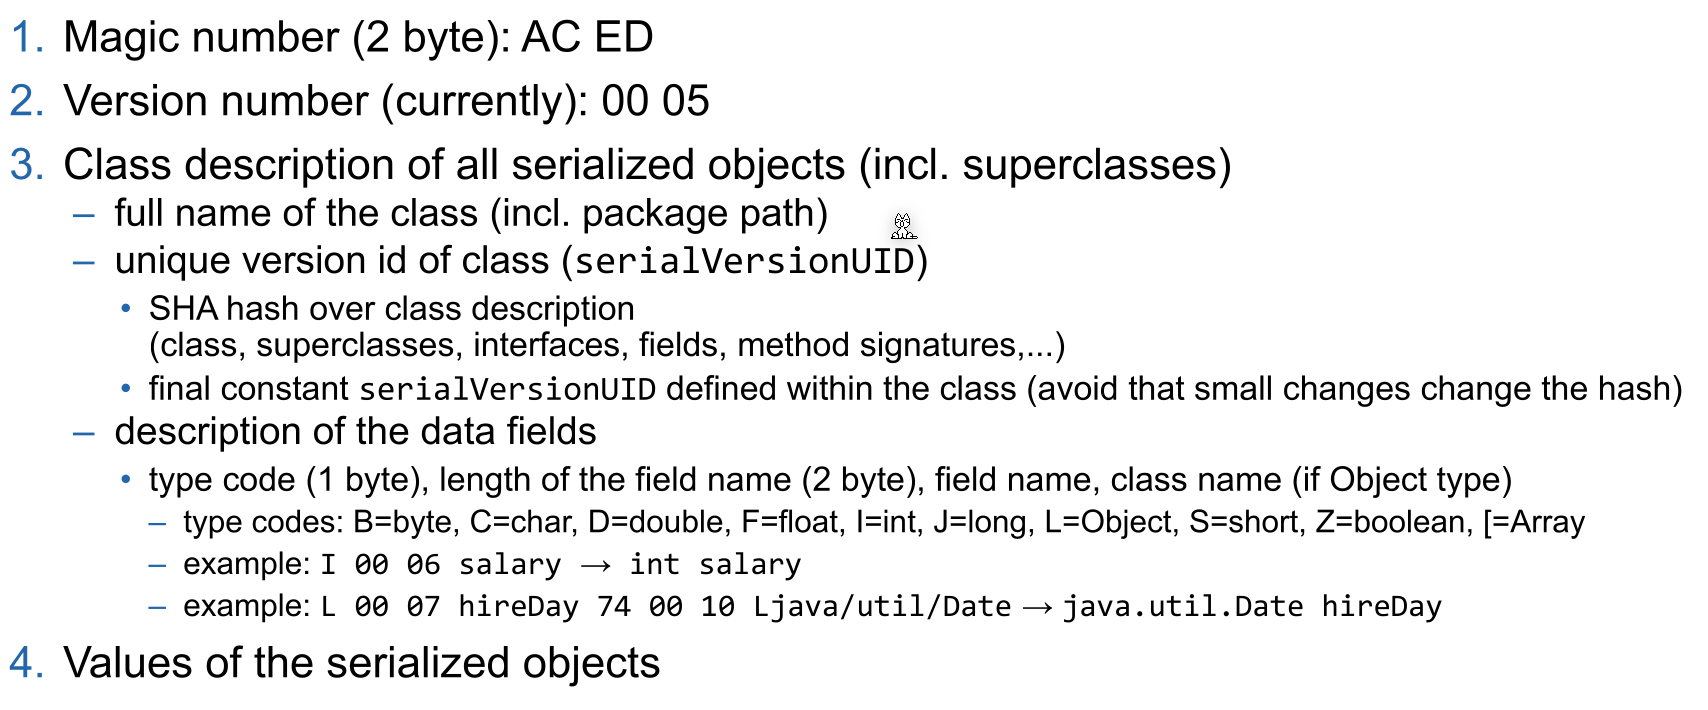 1. Magic number (2 byte): AC ED
2. Version number (currently): 00 05
3. Class description of all serialized objects (incl. superclasses)
– full name of the class (incl. package path)
– unique version id of class (serialVersionUID)
• SHA hash over class description
(class, superclasses, interfaces, fields, method signatures,...)
• final constant serialVersionUID defined within the class (avoid that small changes change the hash)
– description of the data fields
• type code (1 byte), length of the field name (2 byte), field name, class name (if Object type)
– type codes: B=byte, C=char, D=double, F=float, I=int, J=long, L=Object, S=short, Z=boolean, [=Array
– example: I 00 06 salary → int salary
– example: L 00 07 hireDay 74 00 10 Ljava/util/Date → java.util.Date hireDay
4. Values of the serialized objects